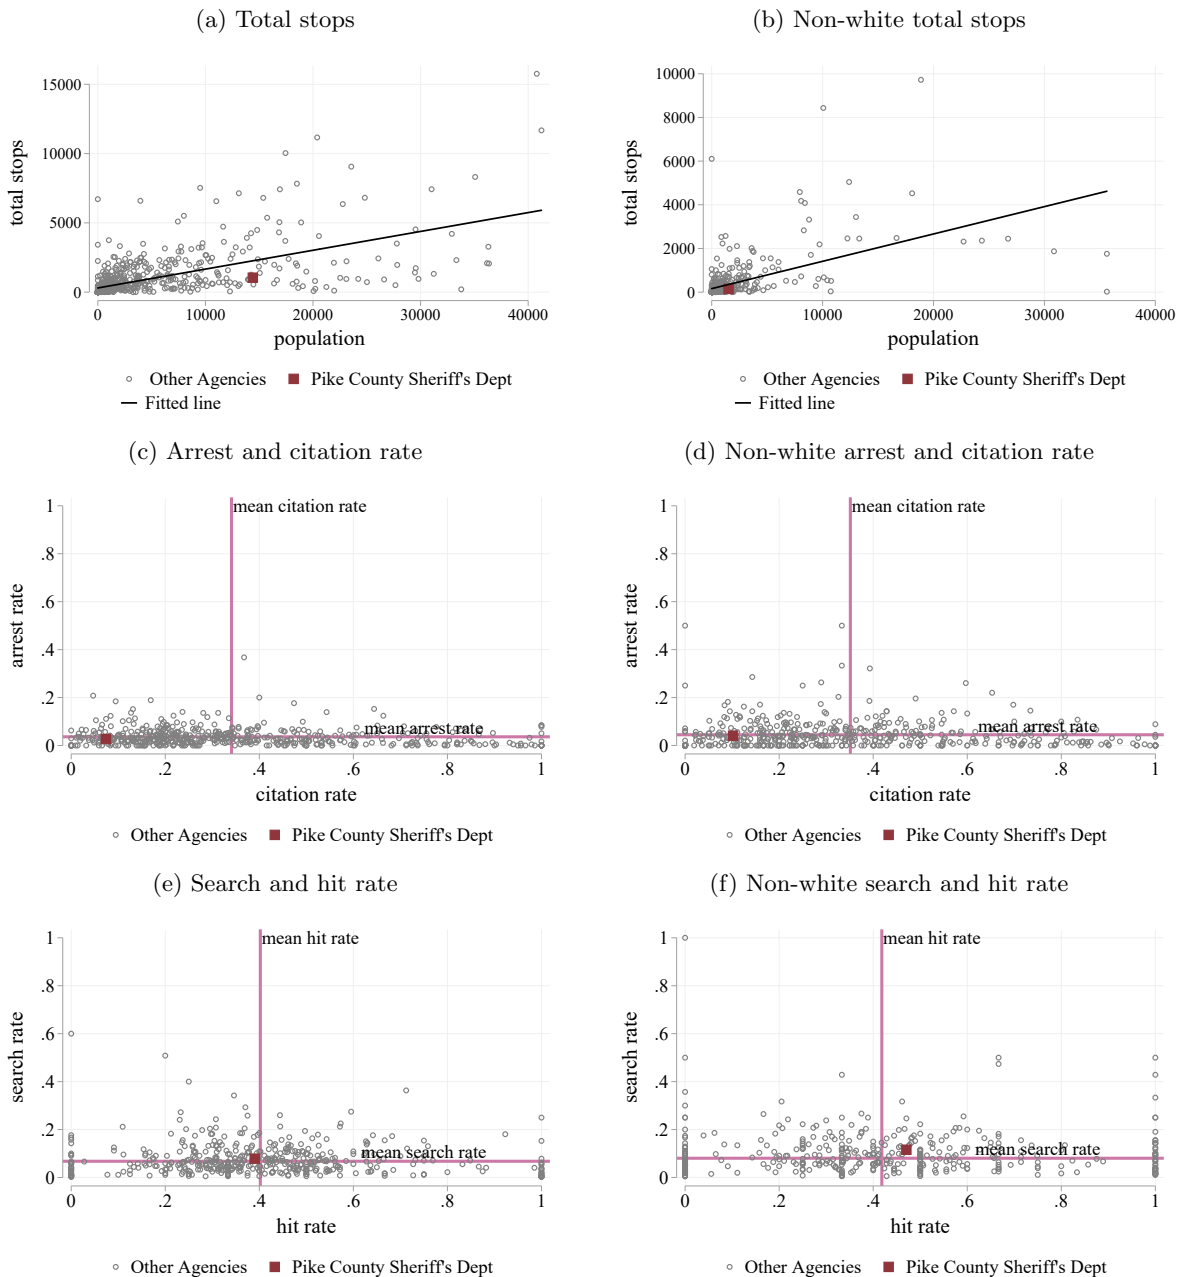 (a) Total stops
(b) Non-white total stops
total stops
15000
10000
5000
0
0 10000 20000 30000 40000
population
Other Agencies Pike County Sheriff's Dept
Fitted line
total stops
10000
8000
6000
4000
2000
0
0 10000 20000 30000 40000
population
Other Agencies Pike County Sheriff's Dept
Fitted line
(c) Arrest and citation rate
(d) Non-white arrest and citation rate
arrest rate
1
.8
.6
.4
.2
0
mean citation rate
mean arrest rate
0 .2 .4 .6 .8 1
citation rate
Other Agencies Pike County Sheriff's Dept
arrest rate
1
.8
.6
.4
.2
0
mean citation rate
mean arrest rate
0 .2 .4 .6 .8 1
citation rate
Other Agencies Pike County Sheriff's Dept
(e) Search and hit rate
(f) Non-white search and hit rate
search rate
1
.8
.6
.4
.2
0
mean hit rate
mean search rate
0 .2 .4 .6 .8 1
hit rate
Other Agencies Pike County Sheriff's Dept
search rate
1
.8
.6
.4
.2
0
mean hit rate
mean search rate
0 .2 .4 .6 .8 1
hit rate
Other Agencies Pike County Sheriff's Dept